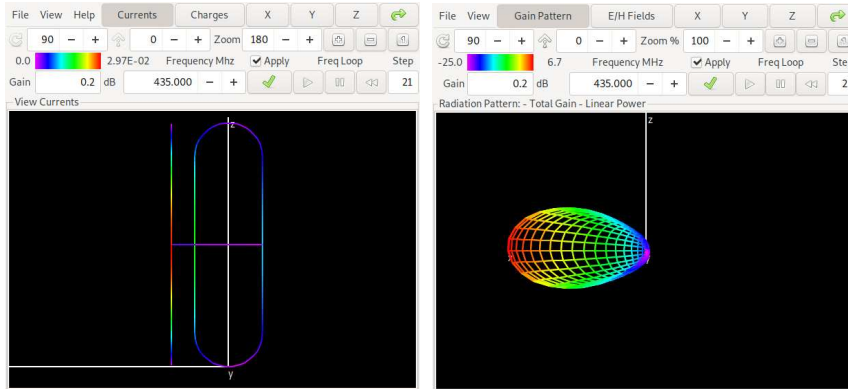 File View Help Currents Charges X Y Z
90 − + 0 − + Zoom 180 − +
0.0 2.97E-02 Frequency Mhz Apply Freq Loop Step
Gain 0.2 dB 435.000 − + 21
View Currents
z
y
File View Gain Pattern E/H Fields X Y Z
90 − + 0 − + Zoom % 100 − +
-25.0 6.7 Frequency MHz Apply Freq Loop Ste
Gain 0.2 dB 435.000 − + 2
Radiation Pattern: - Total Gain - Linear Power
z
x